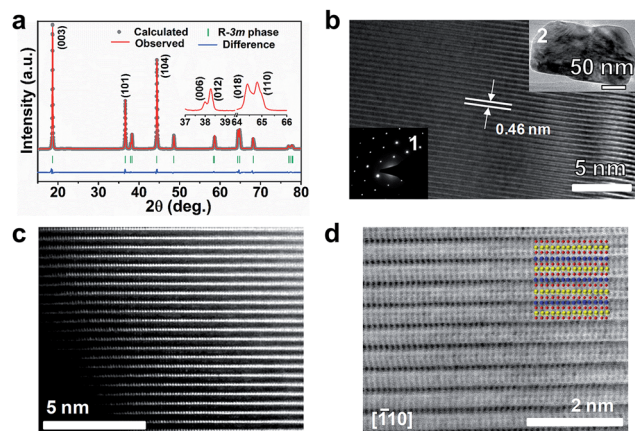 a
Calculated
R-3m phase
Observed
Difference
(003)
(101)
(104)
(006)
(012)
(018)
(110)
37 38 39 64 65 66
Intensity (a.u.)
20 30 40 50 60 70 80
2θ (deg.)
b
2
50 nm
0.46 nm
1
5 nm
c
5 nm
d
[1̄10]
2 nm